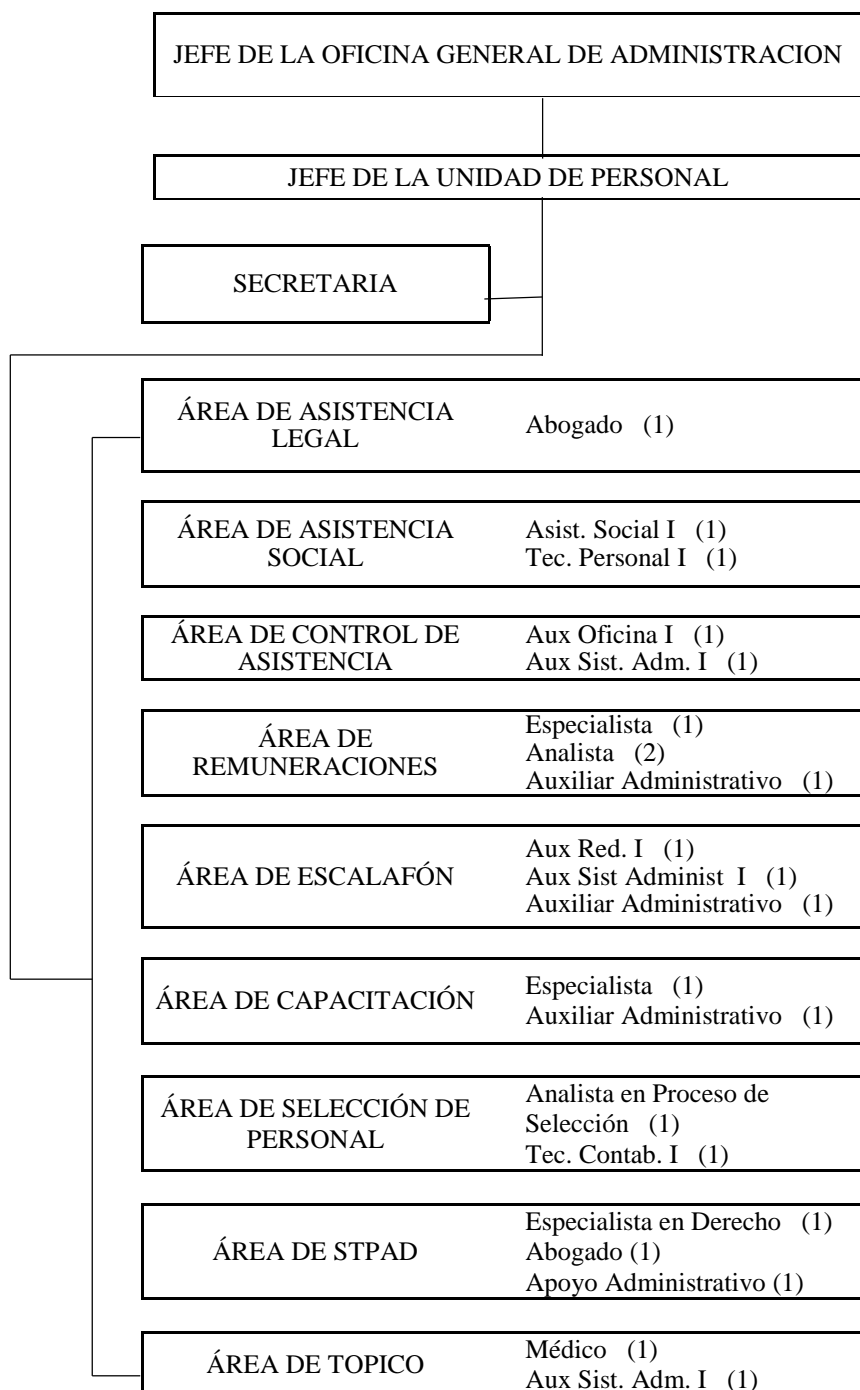 JEFE DE LA OFICINA GENERAL DE ADMINISTRACION
JEFE DE LA UNIDAD DE PERSONAL
SECRETARIA
ÁREA DE ASISTENCIA
LEGAL
Abogado (1)
ÁREA DE ASISTENCIA
SOCIAL
Asist. Social I (1)
Tec. Personal I (1)
ÁREA DE CONTROL DE
ASISTENCIA
Aux Oficina I (1)
Aux Sist. Adm. I (1)
ÁREA DE
REMUNERACIONES
Especialista (1)
Analista (2)
Auxiliar Administrativo (1)
ÁREA DE ESCALAFÓN
Aux Red. I (1)
Aux Sist Administ I (1)
Auxiliar Administrativo (1)
ÁREA DE CAPACITACIÓN
Especialista (1)
Auxiliar Administrativo (1)
ÁREA DE SELECCIÓN DE
PERSONAL
Analista en Proceso de
Selección (1)
Tec. Contab. I (1)
ÁREA DE STPAD
Especialista en Derecho (1)
Abogado (1)
Apoyo Administrativo (1)
ÁREA DE TOPICO
Médico (1)
Aux Sist. Adm. I (1)